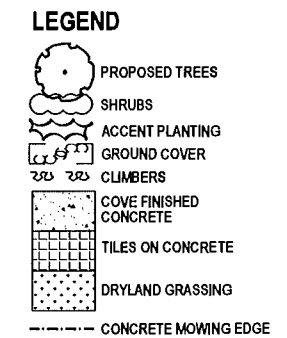 LEGEND
PROPOSED TREES
SHRUBS
ACCENT PLANTING
GROUND COVER
CLIMBERS
COVE FINISHED
CONCRETE
TILES ON CONCRETE
DRYLAND GRASSING
CONCRETE MOWING EDGE